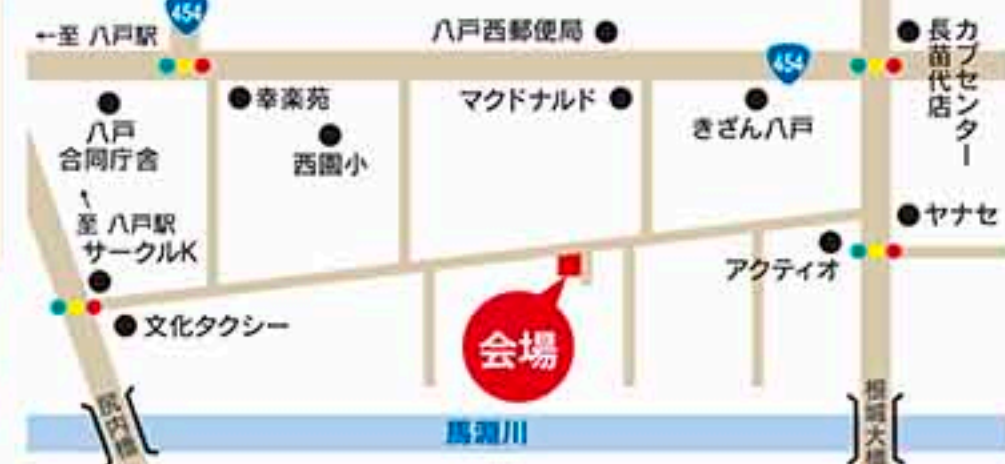 454
←至 八戸駅
八戸西郵便局
454
カブセンター
長苗代店
幸楽苑
マクドナルド
八戸
合同庁舎
西園小
きざん八戸
至 八戸駅
サークルK
ヤナセ
アクティオ
文化タクシー
会場
尻内橋
根城大橋
馬淵川